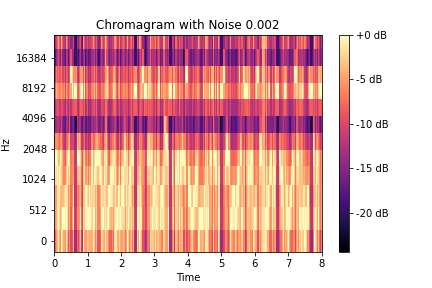 Chromagram with Noise 0.002
Hz
16384
8192
4096
2048
1024
512
0
0 1 2 3 4 5 6 7 8
Time
+0 dB
-5 dB
-10 dB
-15 dB
-20 dB